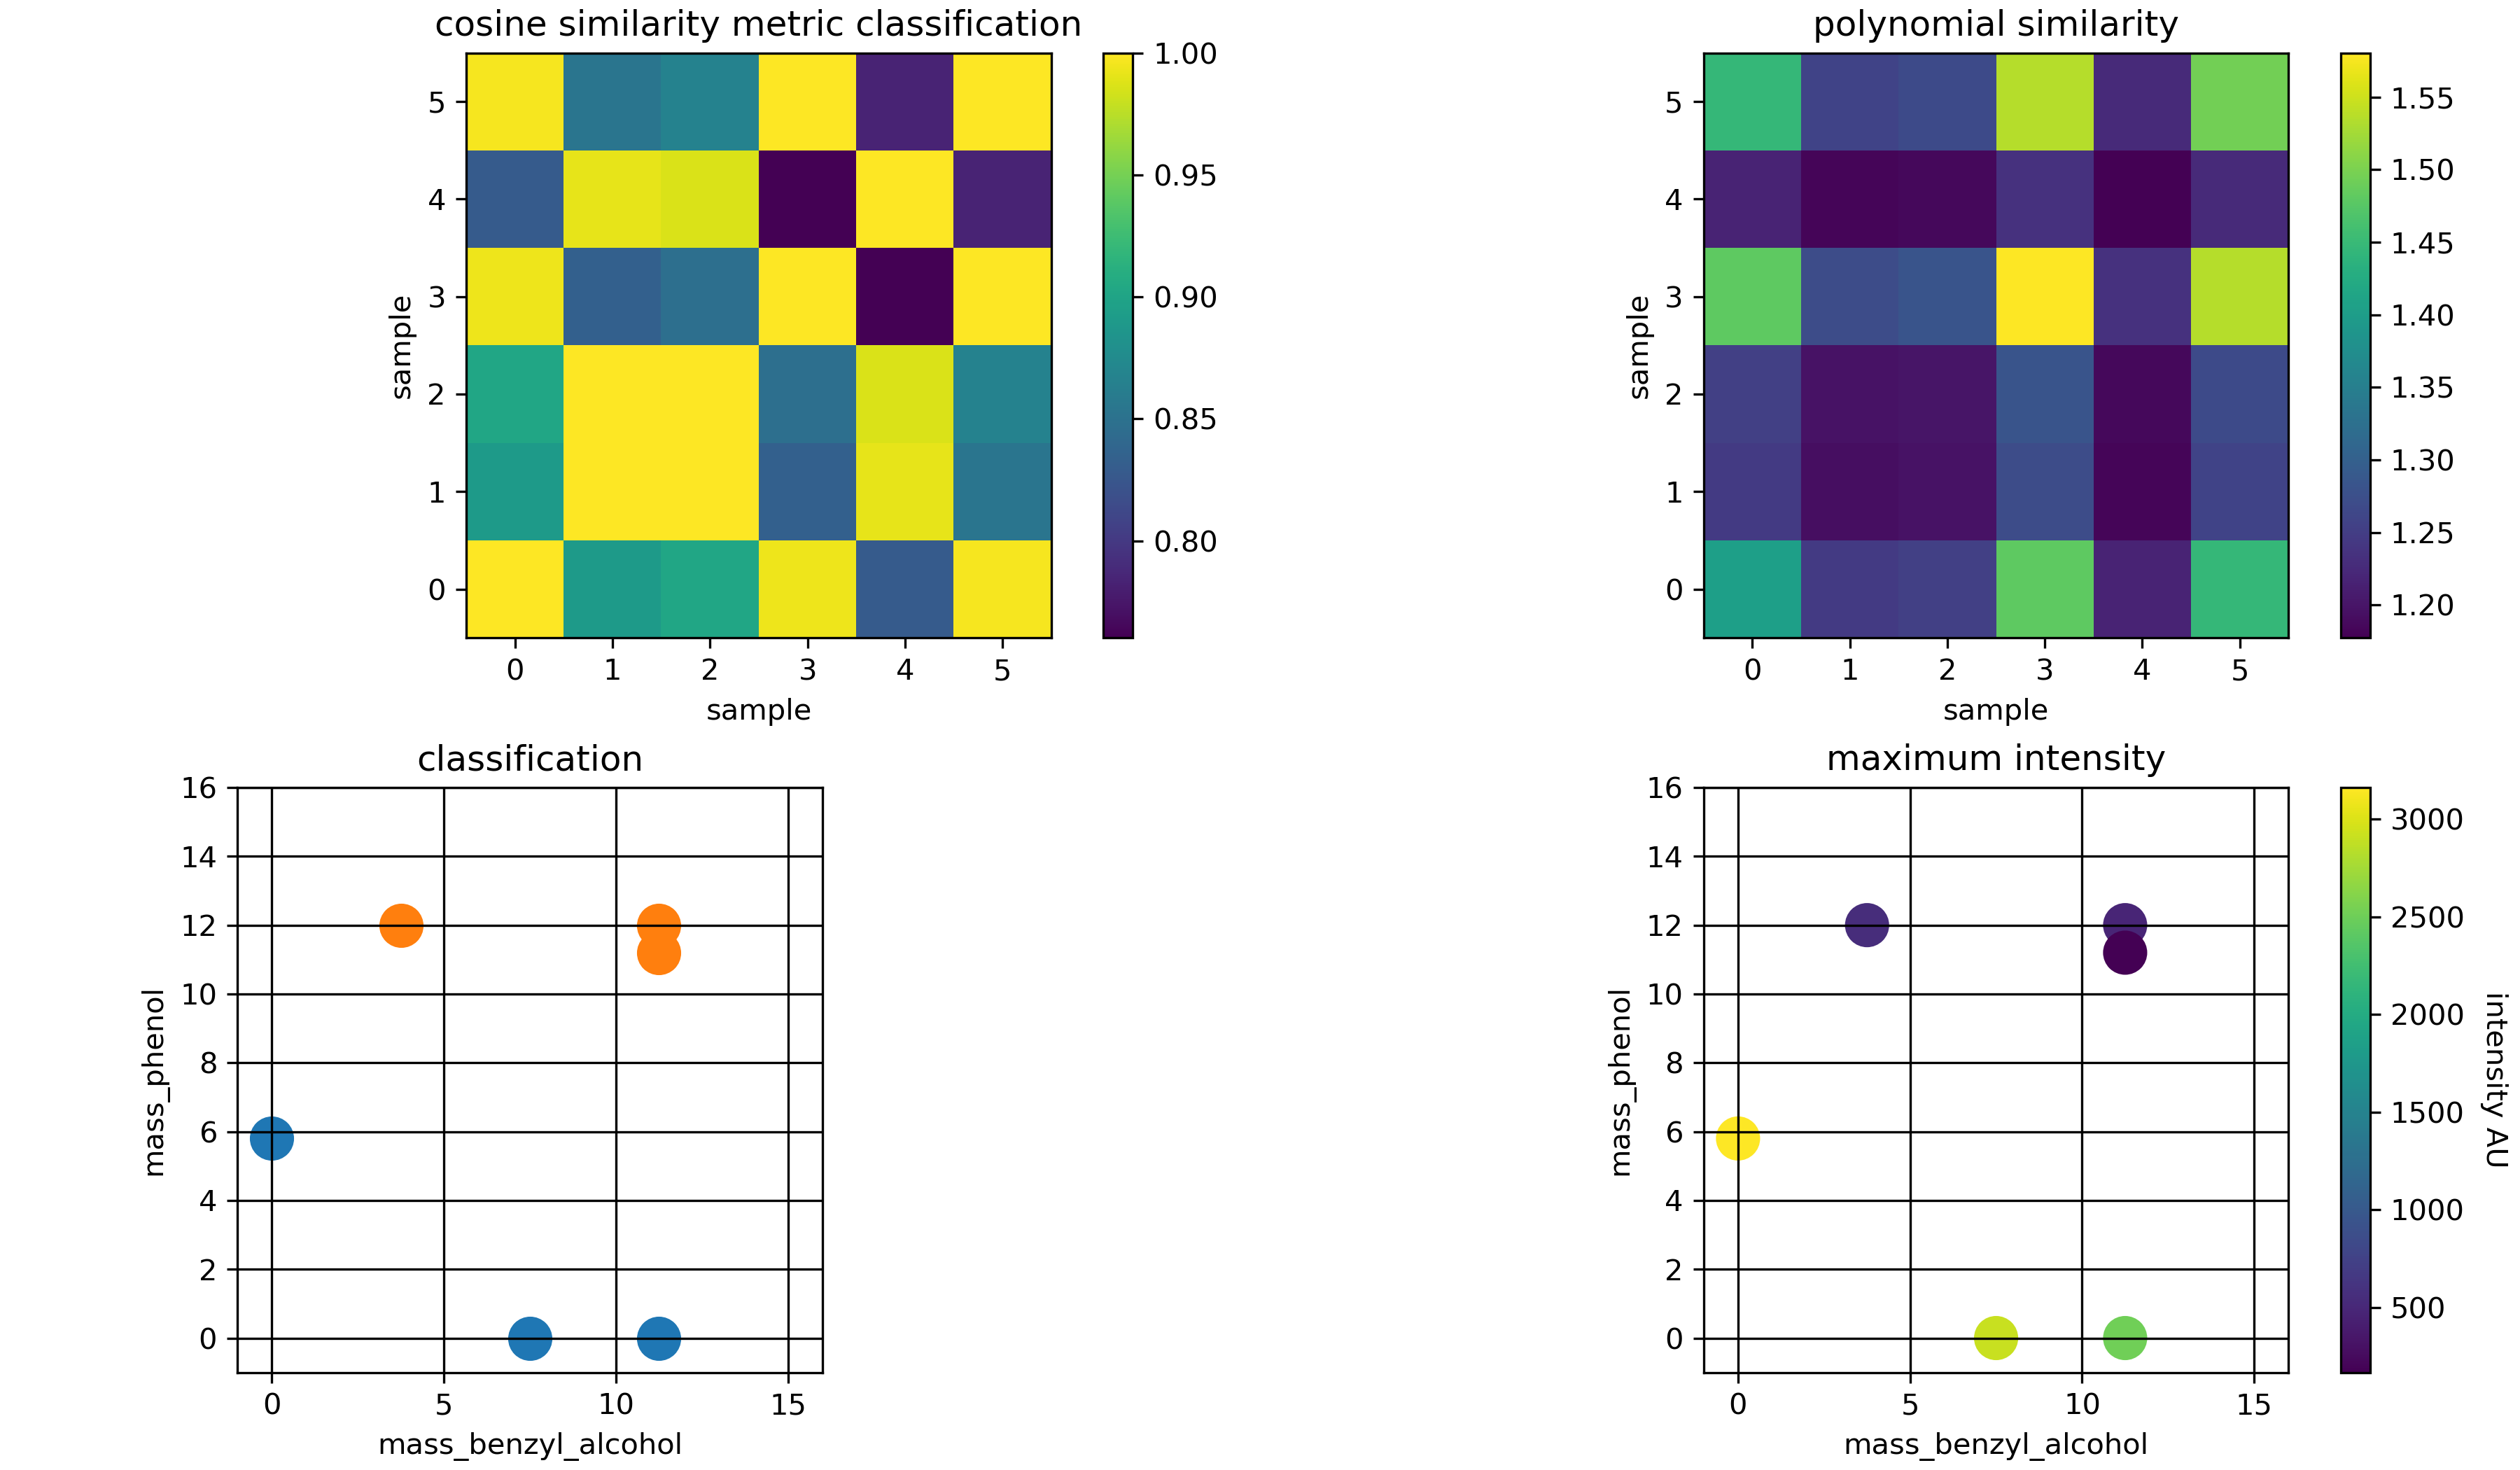 cosine similarity metric classification
5
4
3
2
1
0
sample
0 1 2 3 4 5
sample
1.00
0.95
0.90
0.85
0.80
polynomial similarity
5
4
3
2
1
0
sample
0 1 2 3 4 5
sample
1.55
1.50
1.45
1.40
1.35
1.30
1.25
1.20
classification
16
14
12
10
8
6
4
2
0
mass_phenol
0 5 10 15
mass_benzyl_alcohol
maximum intensity
16
14
12
10
8
6
4
2
0
mass_phenol
0 5 10 15
mass_benzyl_alcohol
3000
2500
2000
1500
1000
500
intensity AU